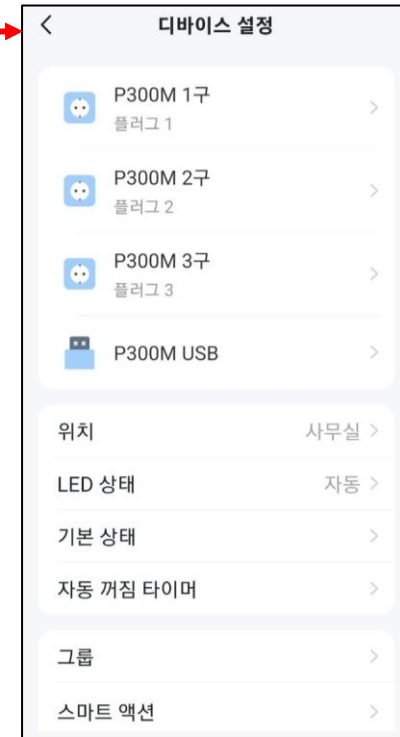 디바이스 설정
P300M 1구
플러그 1
P300M 2구
플러그 2
P300M 3구
플러그 3
P300M USB
위치 사무실
LED 상태 자동
기본 상태
자동 꺼짐 타이머
그룹
스마트 액션